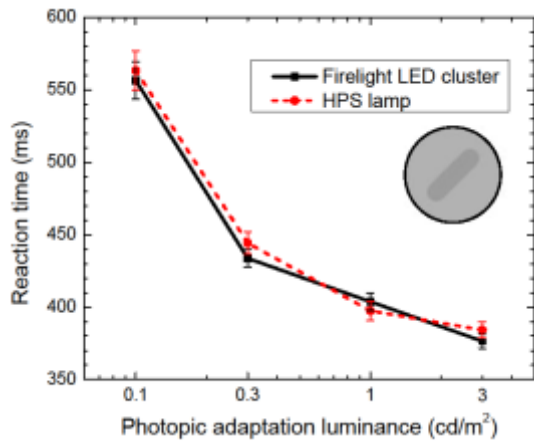 600
550
500
450
400
350
Reaction time (ms)
Firelight LED cluster
HPS lamp
0.1 0.3 1 3
Photopic adaptation luminance (cd/m²)